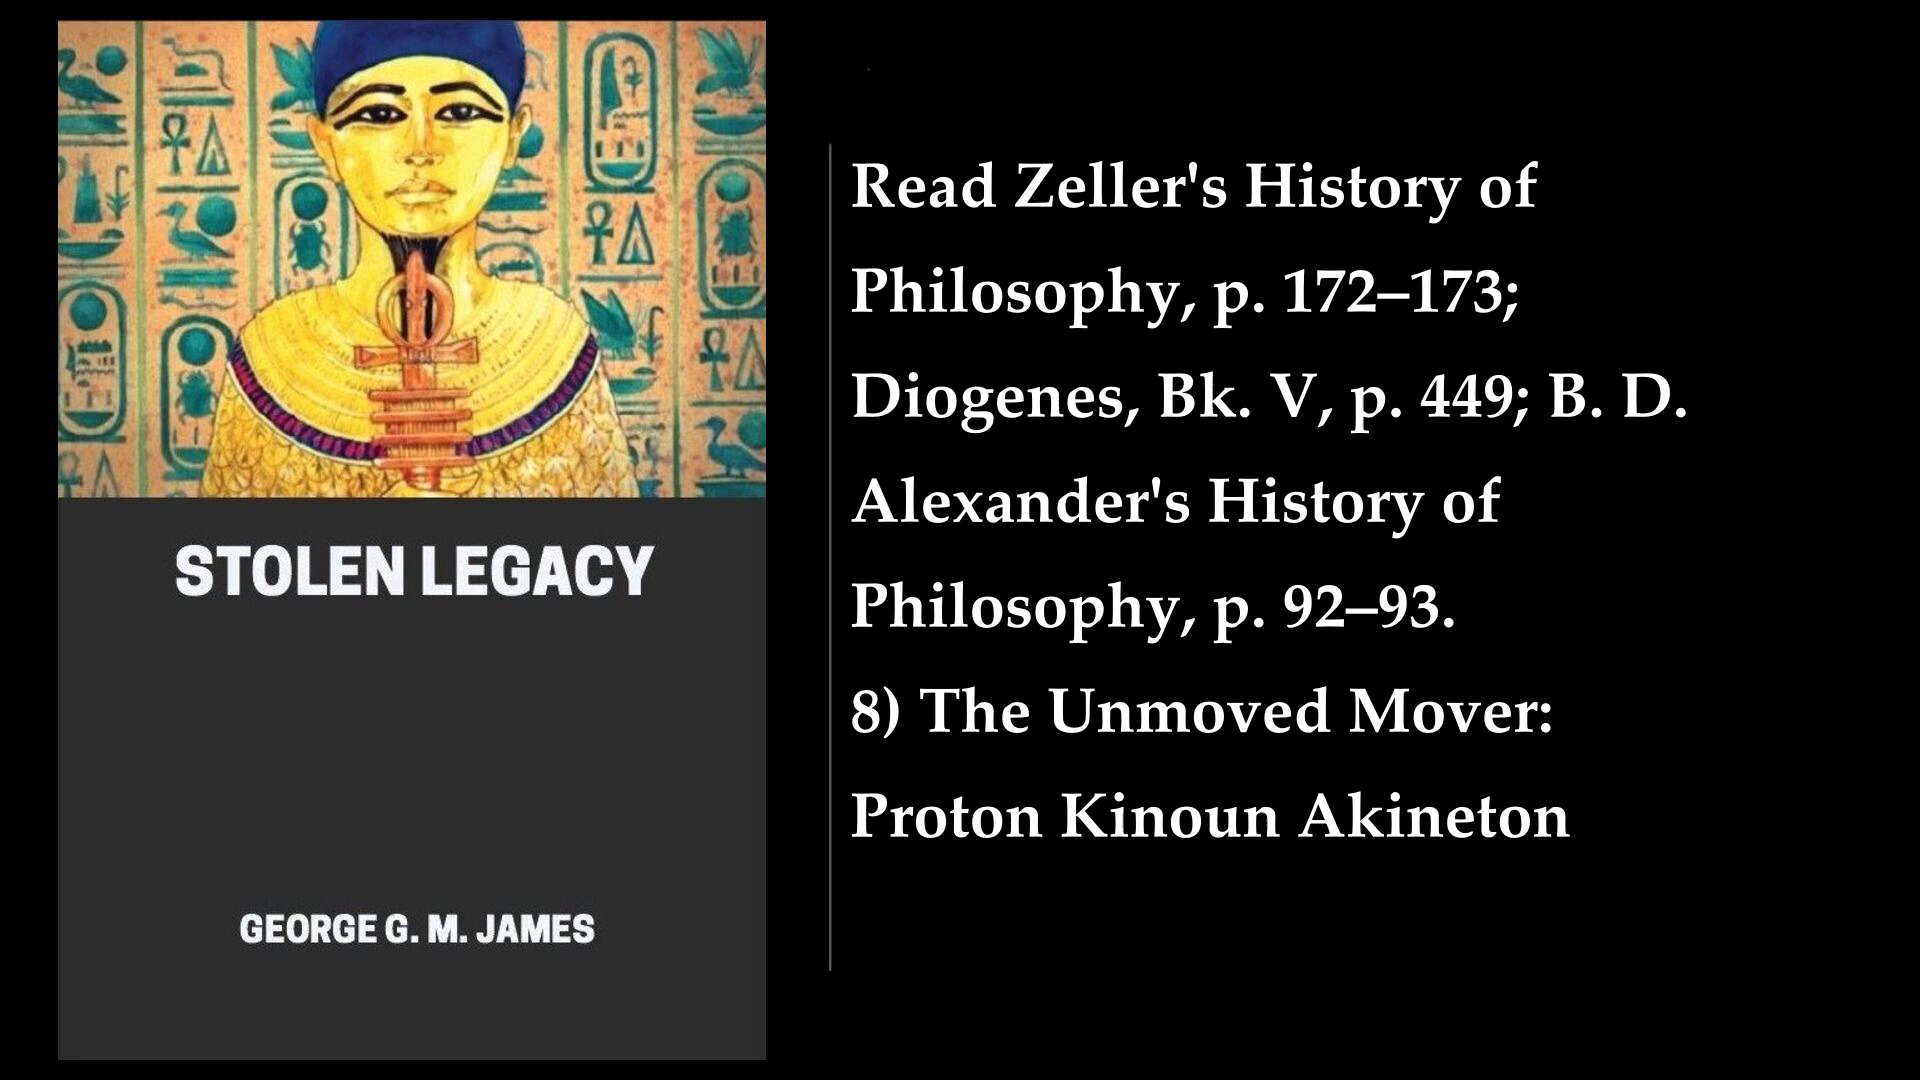 STOLEN LEGACY
GEORGE G. M. JAMES
Read Zeller's History of
Philosophy, p. 172–173;
Diogenes, Bk. V, p. 449; B. D.
Alexander's History of
Philosophy, p. 92–93.
8) The Unmoved Mover:
Proton Kinoun Akineton